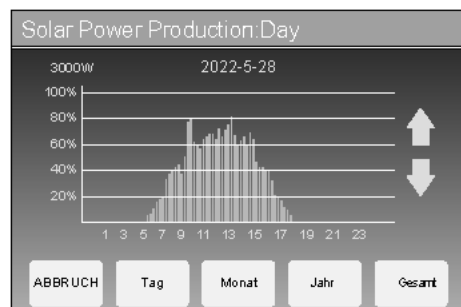 Solar Power Production:Day
3000W 2022-5-28
100%
80%
60%
40%
20%
1 3 5 7 9 11 13 15 17 19 21 23
ABBRUCH Tag Monat Jahr Gesamt